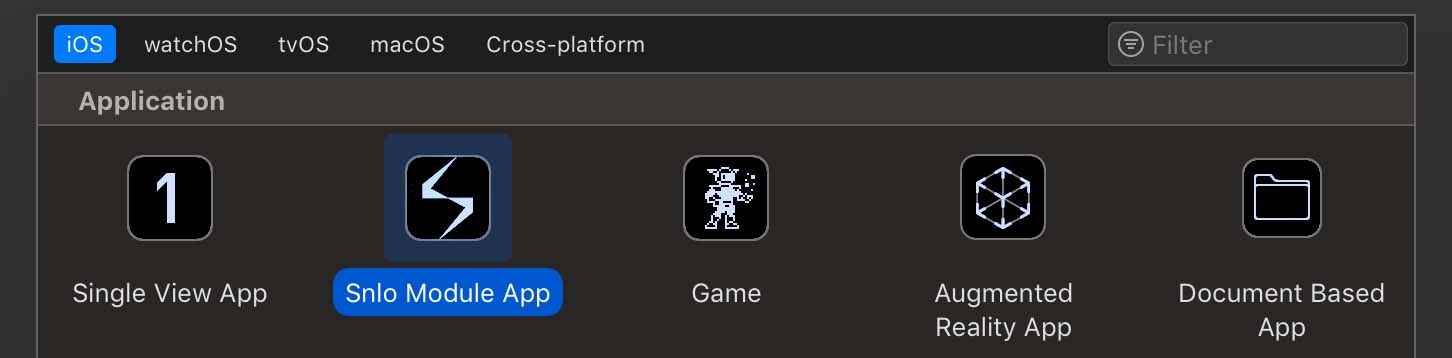 iOS watchOS tvOS macOS Cross-platform Filter
Application
1
Single View App
Snlo Module App
Game
Augmented
Reality App
Document Based
App